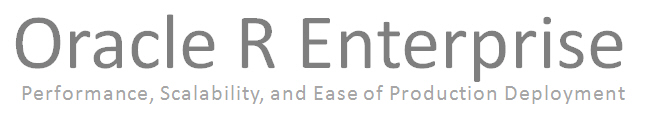 Oracle R Enterprise
Performance, Scalability, and Ease of Production Deployment